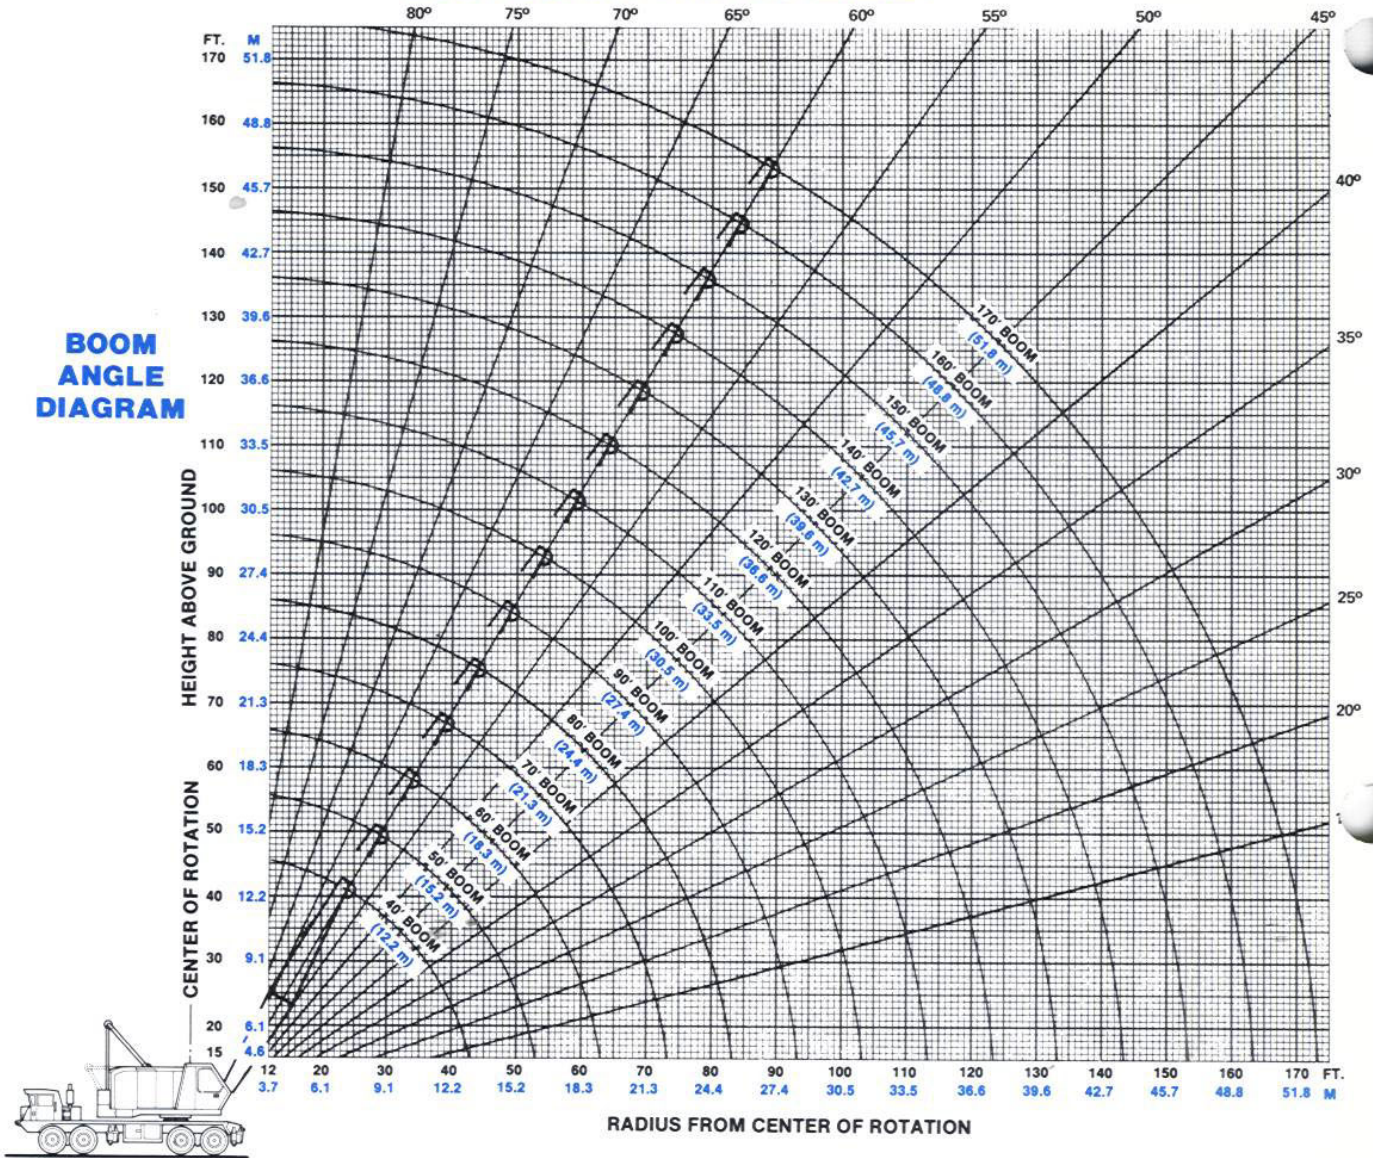 80° 75° 70° 65° 60° 55° 50° 45°
FT. M
170 51.8
160 48.8
150 45.7
140 42.7
130 39.6
120 36.6
110 33.5
100 30.5
90 27.4
80 24.4
70 21.3
60 18.3
50 15.2
40 12.2
30 9.1
20 6.1
15 4.6
40°
35°
30°
25°
20°
BOOM
ANGLE
DIAGRAM
HEIGHT ABOVE GROUND
CENTER OF ROTATION
170' BOOM
(51.8 m)
160' BOOM
(48.8 m)
150' BOOM
(45.7 m)
140' BOOM
(42.7 m)
130' BOOM
(39.6 m)
120' BOOM
(36.6 m)
110' BOOM
(33.5 m)
100' BOOM
(30.5 m)
90' BOOM
(27.4 m)
80' BOOM
(24.4 m)
70' BOOM
(21.3 m)
60' BOOM
(18.3 m)
50' BOOM
(15.2 m)
40' BOOM
(12.2 m)
12 20 30 40 50 60 70 80 90 100 110 120 130 140 150 160 170 FT.
3.7 6.1 9.1 12.2 15.2 18.3 21.3 24.4 27.4 30.5 33.5 36.6 39.6 42.7 45.7 48.8 51.8 M
RADIUS FROM CENTER OF ROTATION